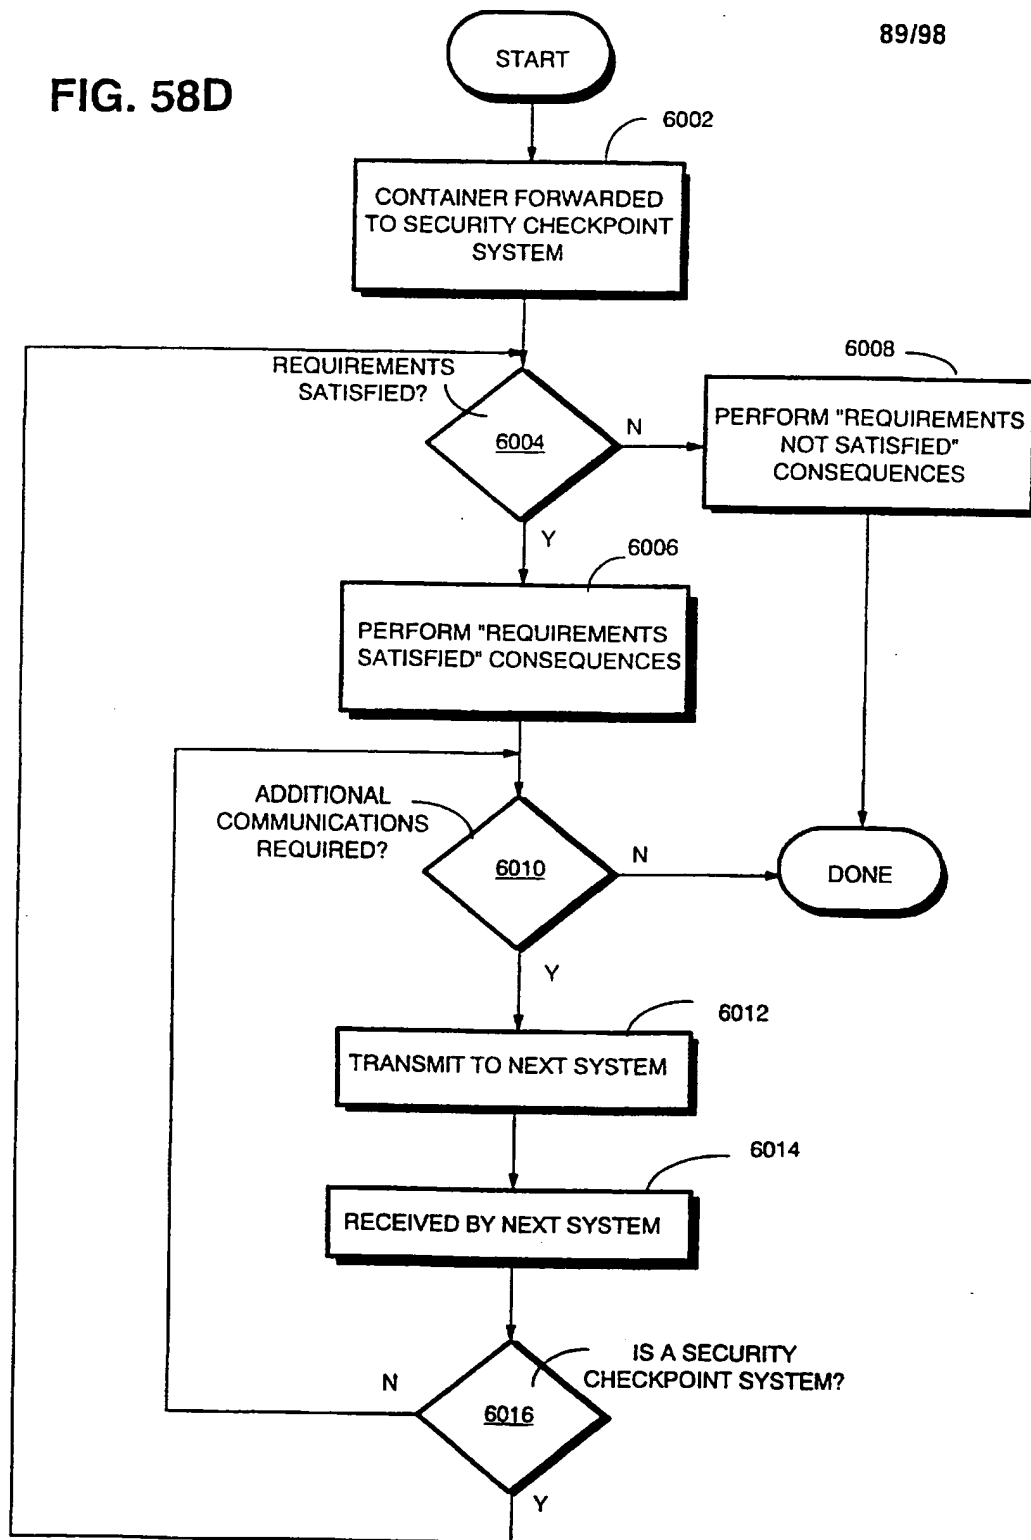 89/98
FIG. 58D
START
6002
CONTAINER FORWARDED
TO SECURITY CHECKPOINT
SYSTEM
REQUIREMENTS
SATISFIED?
6004
N
6008
PERFORM "REQUIREMENTS
NOT SATISFIED"
CONSEQUENCES
Y
6006
PERFORM "REQUIREMENTS
SATISFIED" CONSEQUENCES
ADDITIONAL
COMMUNICATIONS
REQUIRED?
6010
N
DONE
Y
6012
TRANSMIT TO NEXT SYSTEM
6014
RECEIVED BY NEXT SYSTEM
IS A SECURITY
CHECKPOINT SYSTEM?
N
6016
Y